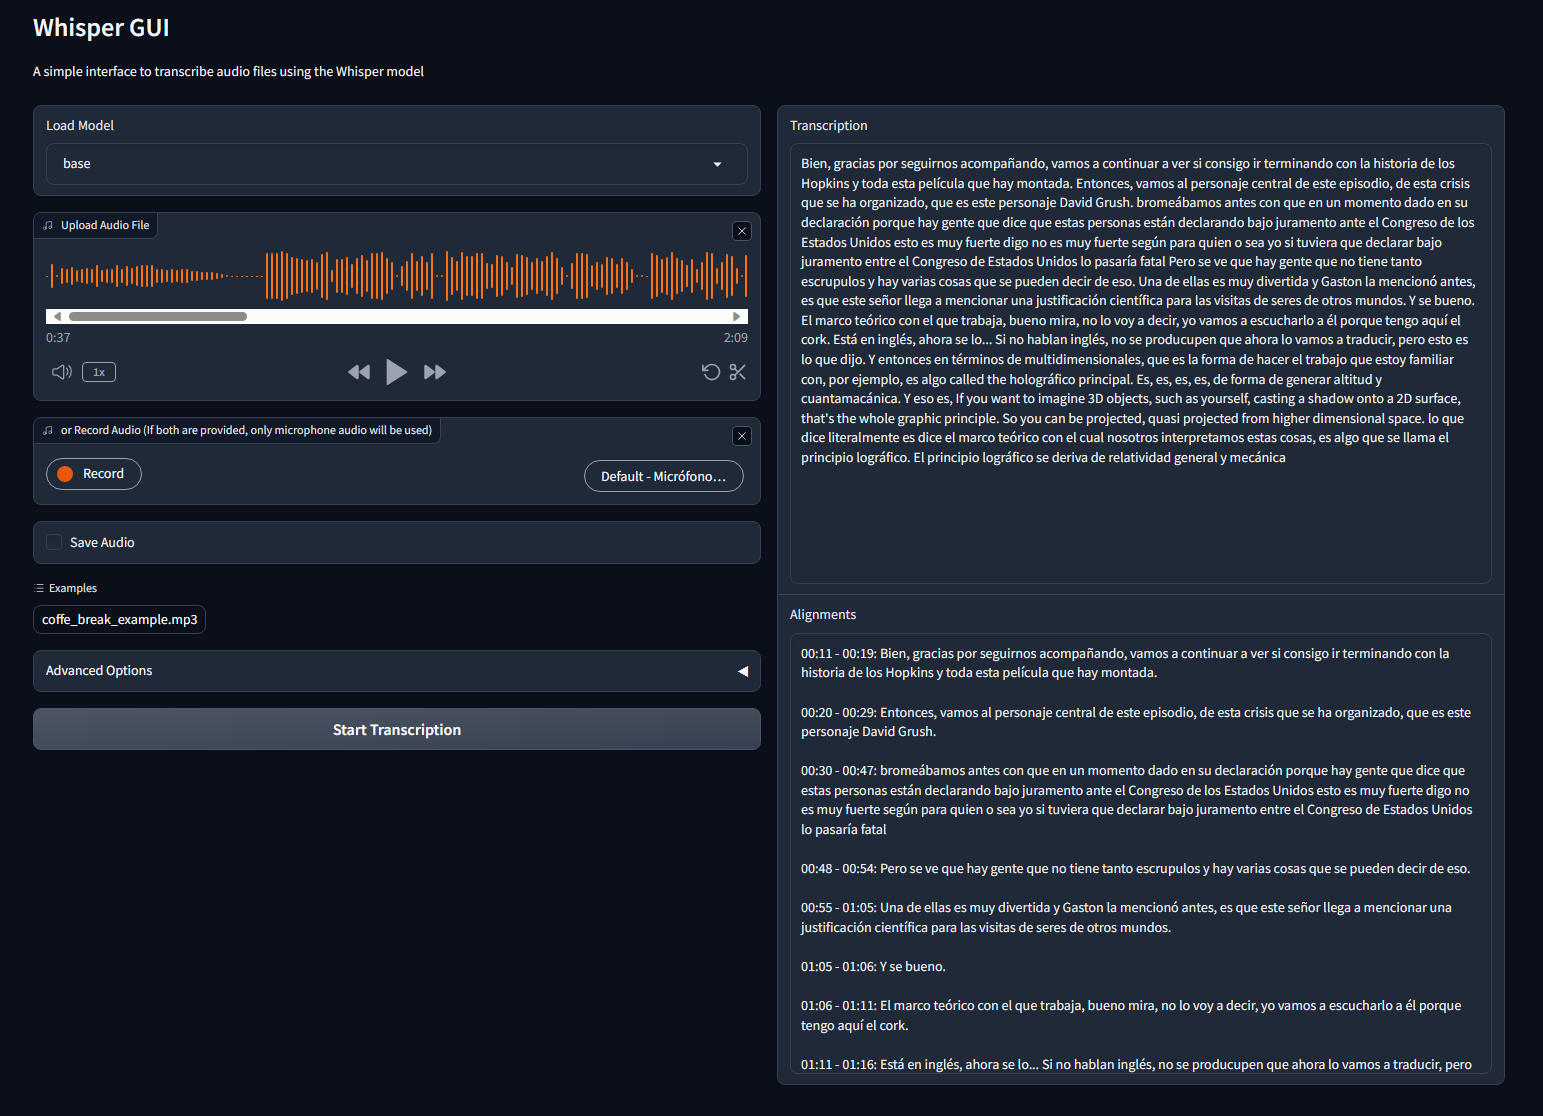 Whisper GUI
A simple interface to transcribe audio files using the Whisper model
Load Model
base
Upload Audio File
0:37
2:09
1x
or Record Audio (If both are provided, only microphone audio will be used)
Record
Default - Micrófono…
Save Audio
Examples
coffe_break_example.mp3
Advanced Options
Start Transcription
Transcription
Bien, gracias por seguirnos acompañando, vamos a continuar a ver si consigo ir terminando con la historia de los
Hopkins y toda esta película que hay montada. Entonces, vamos al personaje central de este episodio, de esta crisis
que se ha organizado, que es este personaje David Grush. bromeábamos antes con que en un momento dado en su
declaración porque hay gente que dice que estas personas están declarando bajo juramento ante el Congreso de los
Estados Unidos esto es muy fuerte digo no es muy fuerte según para quien o sea yo si tuviera que declarar bajo
juramento entre el Congreso de Estados Unidos lo pasaría fatal Pero se ve que hay gente que no tiene tanto
escrupulos y hay varias cosas que se pueden decir de eso. Una de ellas es muy divertida y Gaston la mencionó antes,
es que este señor llega a mencionar una justificación científica para las visitas de seres de otros mundos. Y se bueno.
El marco teórico con el que trabaja, bueno mira, no lo voy a decir, yo vamos a escucharlo a él porque tengo aquí el
cork. Está en inglés, ahora se lo... Si no hablan inglés, no se producupen que ahora lo vamos a traducir, pero esto es
lo que dijo. Y entonces en términos de multidimensionales, que es la forma de hacer el trabajo que estoy familiar
con, por ejemplo, es algo called the holográfico principal. Es, es, es, es, de forma de generar altitud y
cuantamacánica. Y eso es, If you want to imagine 3D objects, such as yourself, casting a shadow onto a 2D surface,
that's the whole graphic principle. So you can be projected, quasi projected from higher dimensional space. lo que
dice literalmente es dice el marco teórico con el cual nosotros interpretamos estas cosas, es algo que se llama el
principio lográfico. El principio lográfico se deriva de relatividad general y mecánica
Alignments
00:11 - 00:19: Bien, gracias por seguirnos acompañando, vamos a continuar a ver si consigo ir terminando con la
historia de los Hopkins y toda esta película que hay montada.
00:20 - 00:29: Entonces, vamos al personaje central de este episodio, de esta crisis que se ha organizado, que es este
personaje David Grush.
00:30 - 00:47: bromeábamos antes con que en un momento dado en su declaración porque hay gente que dice que
estas personas están declarando bajo juramento ante el Congreso de los Estados Unidos esto es muy fuerte digo no
es muy fuerte según para quien o sea yo si tuviera que declarar bajo juramento entre el Congreso de Estados Unidos
lo pasaría fatal
00:48 - 00:54: Pero se ve que hay gente que no tiene tanto escrupulos y hay varias cosas que se pueden decir de eso.
00:55 - 01:05: Una de ellas es muy divertida y Gaston la mencionó antes, es que este señor llega a mencionar una
justificación científica para las visitas de seres de otros mundos.
01:05 - 01:06: Y se bueno.
01:06 - 01:11: El marco teórico con el que trabaja, bueno mira, no lo voy a decir, yo vamos a escucharlo a él porque
tengo aquí el cork.
01:11 - 01:16: Está en inglés, ahora se lo... Si no hablan inglés, no se producupen que ahora lo vamos a traducir, pero